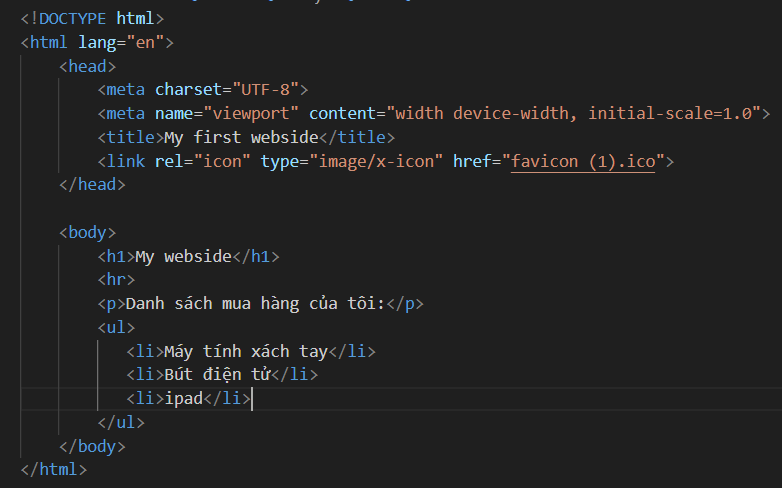 <!DOCTYPE html>
<html lang="en">
    <head>
        <meta charset="UTF-8">
        <meta name="viewport" content="width device-width, initial-scale=1.0">
        <title>My first webside</title>
        <link rel="icon" type="image/x-icon" href="favicon (1).ico">
    </head>

    <body>
        <h1>My webside</h1>
        <hr>
        <p>Danh sách mua hàng của tôi:</p>
        <ul>
           <li>Máy tính xách tay</li>
           <li>Bút điện tử</li>
           <li>ipad</li>
        </ul>
    </body>
</html>